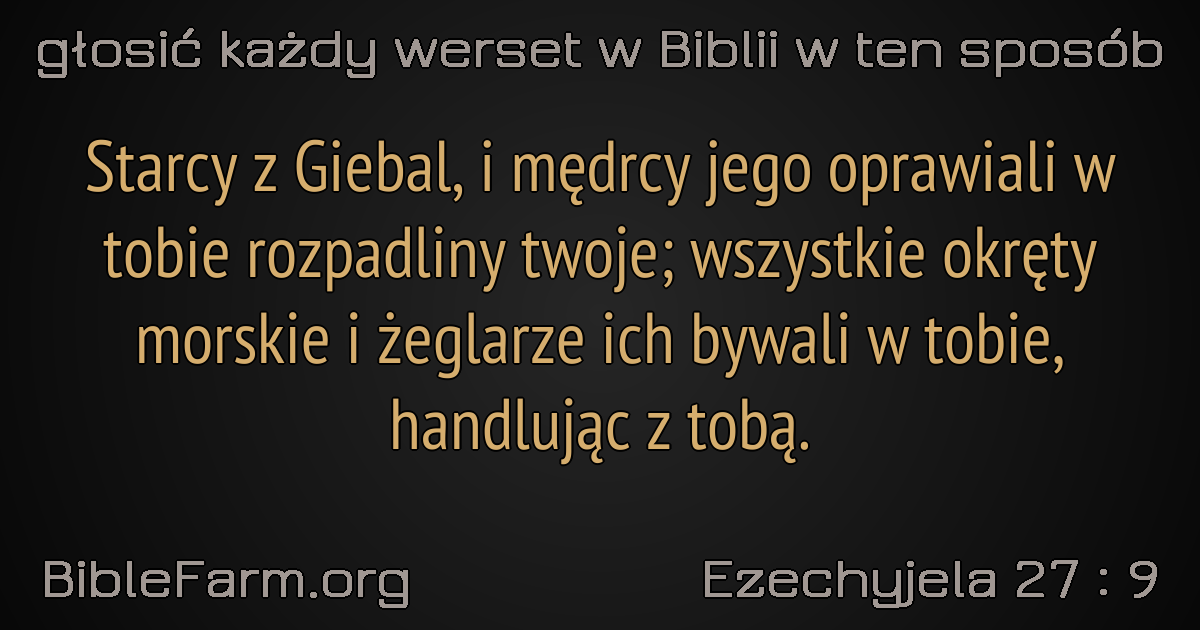 głosić każdy werset w Biblii w ten sposób
Starcy z Giebal, i mędrcy jego oprawiali w
tobie rozpadliny twoje; wszystkie okręty
morskie i żeglarze ich bywali w tobie,
handlując z tobą.
BibleFarm.org
Ezechyjela 27 : 9